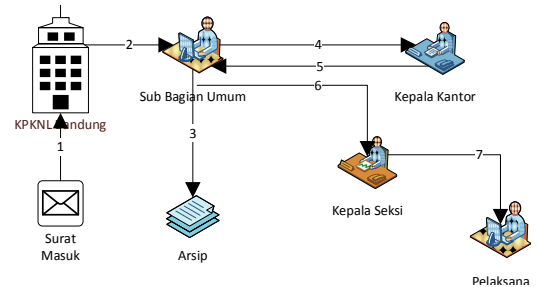 2
4
5
6
Sub Bagian Umum
Kepala Kantor
KPKNL Bandung
1
3
7
Kepala Seksi
Surat
Masuk
Arsip
Pelaksana